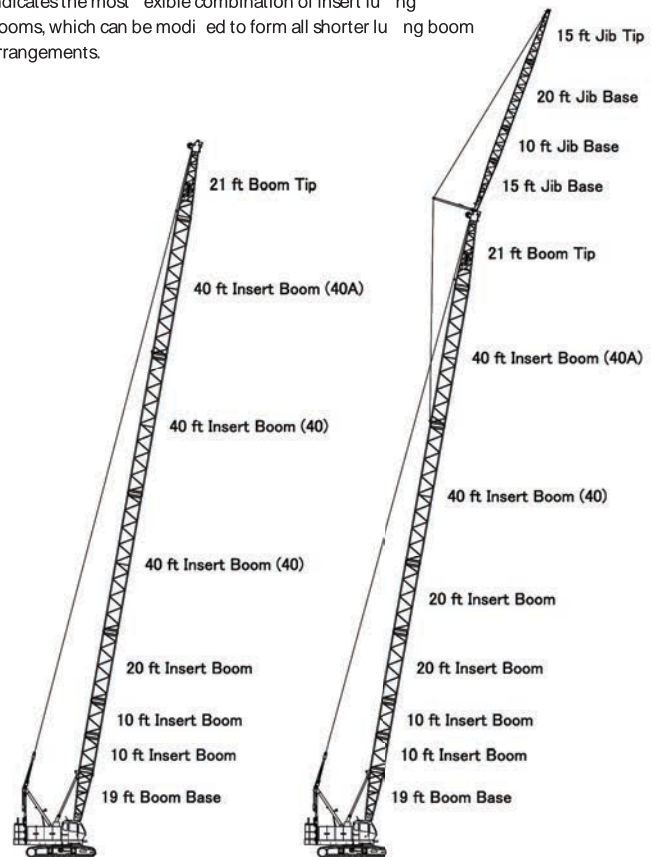 most exible combination of insert lu ng
which can be modi ed to form all shorter lu ng boom
21 ft Boom Tip
40 ft Insert Boom (40A)
40 ft Insert Boom (40)
40 ft Insert Boom (40)
20 ft Insert Boom
10 ft Insert Boom
10 ft Insert Boom
19 ft Boom Base
15 ft Jib Tip
20 ft Jib Base
10 ft Jib Base
15 ft Jib Base
21 ft Boom Tip
40 ft Insert Boom (40A)
40 ft Insert Boom (40)
20 ft Insert Boom
20 ft Insert Boom
10 ft Insert Boom
10 ft Insert Boom
19 ft Boom Base